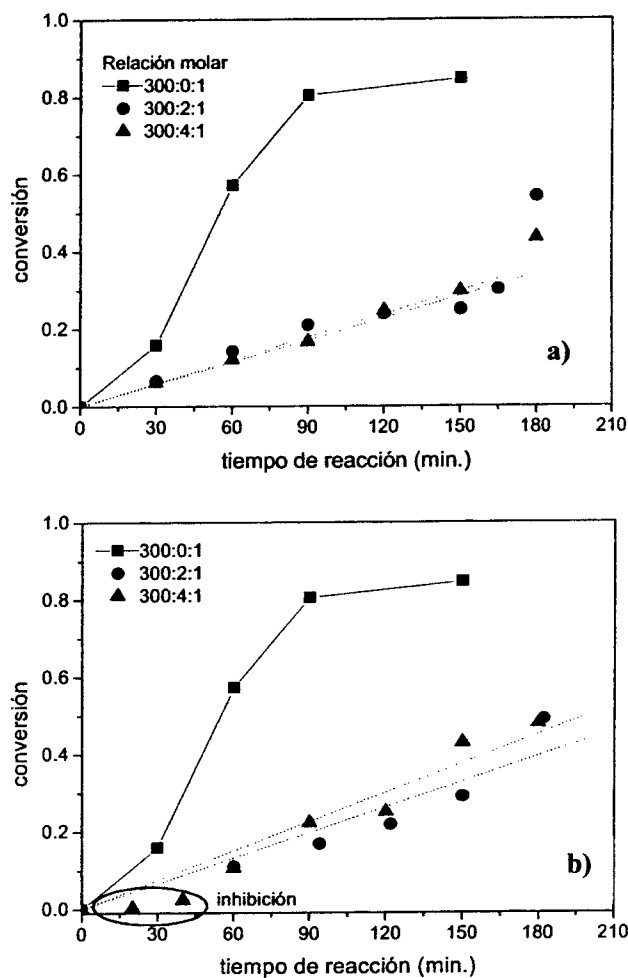 1.0
0.8
0.6
0.4
0.2
0.0
conversión
Relación molar
300:0:1
300:2:1
300:4:1
a)
0 30 60 90 120 150 180 210
tiempo de reacción (min.)
1.0
0.8
0.6
0.4
0.2
0.0
conversión
300:0:1
300:2:1
300:4:1
b)
inhibición
0 30 60 90 120 150 180 210
tiempo de reacción (min.)